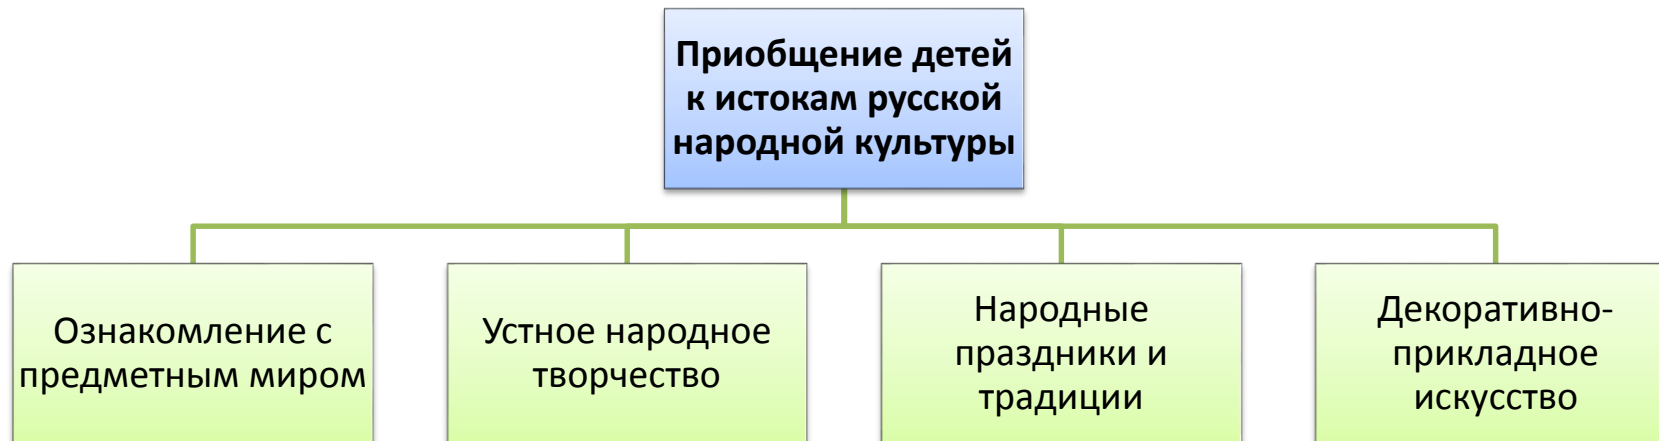 Приобщение детей
к истокам русской
народной культуры
Ознакомление с
предметным миром
Устное народное
творчество
Народные
праздники и
традиции
Декоративно-
прикладное
искусство